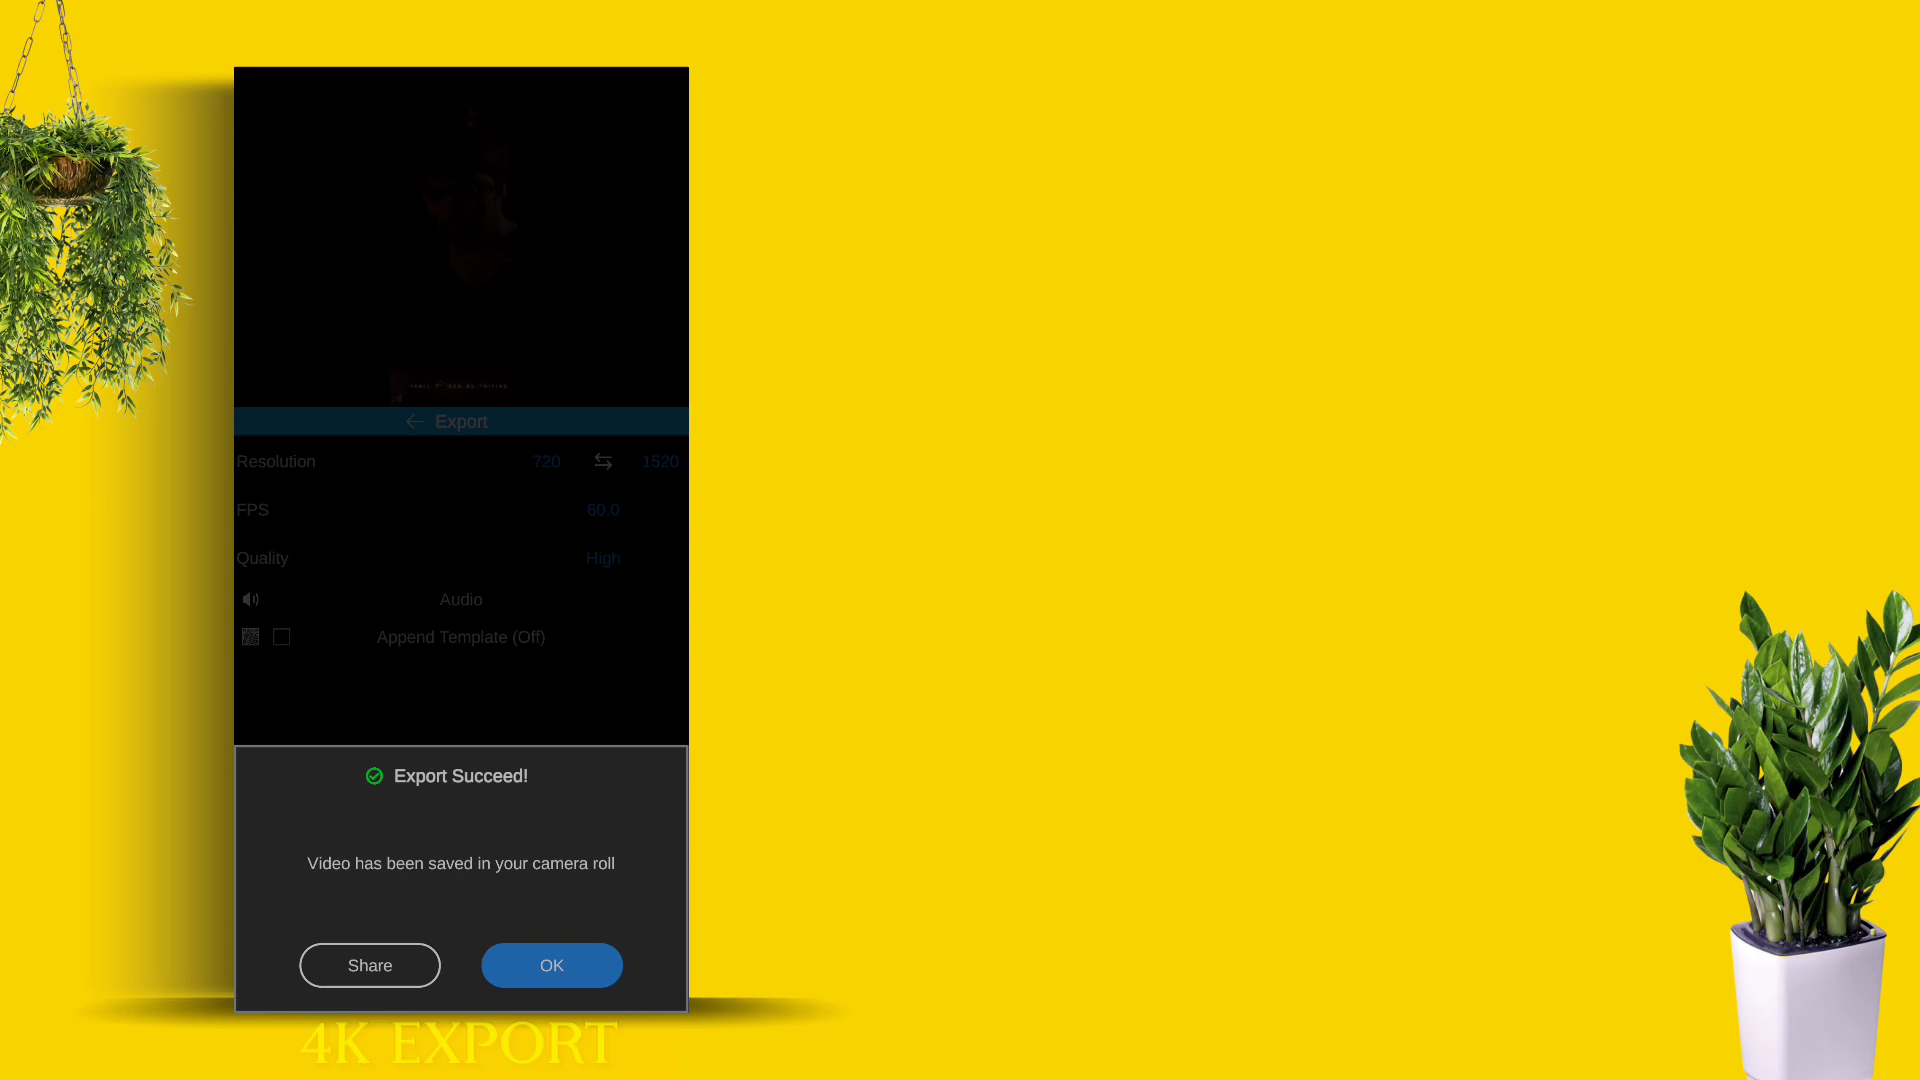 Export
Resolution 720 1520
FPS 60.0
Quality High
Audio
Append Template (Off)
Export Succeed!
Video has been saved in your camera roll
Share OK
4K EXPORT